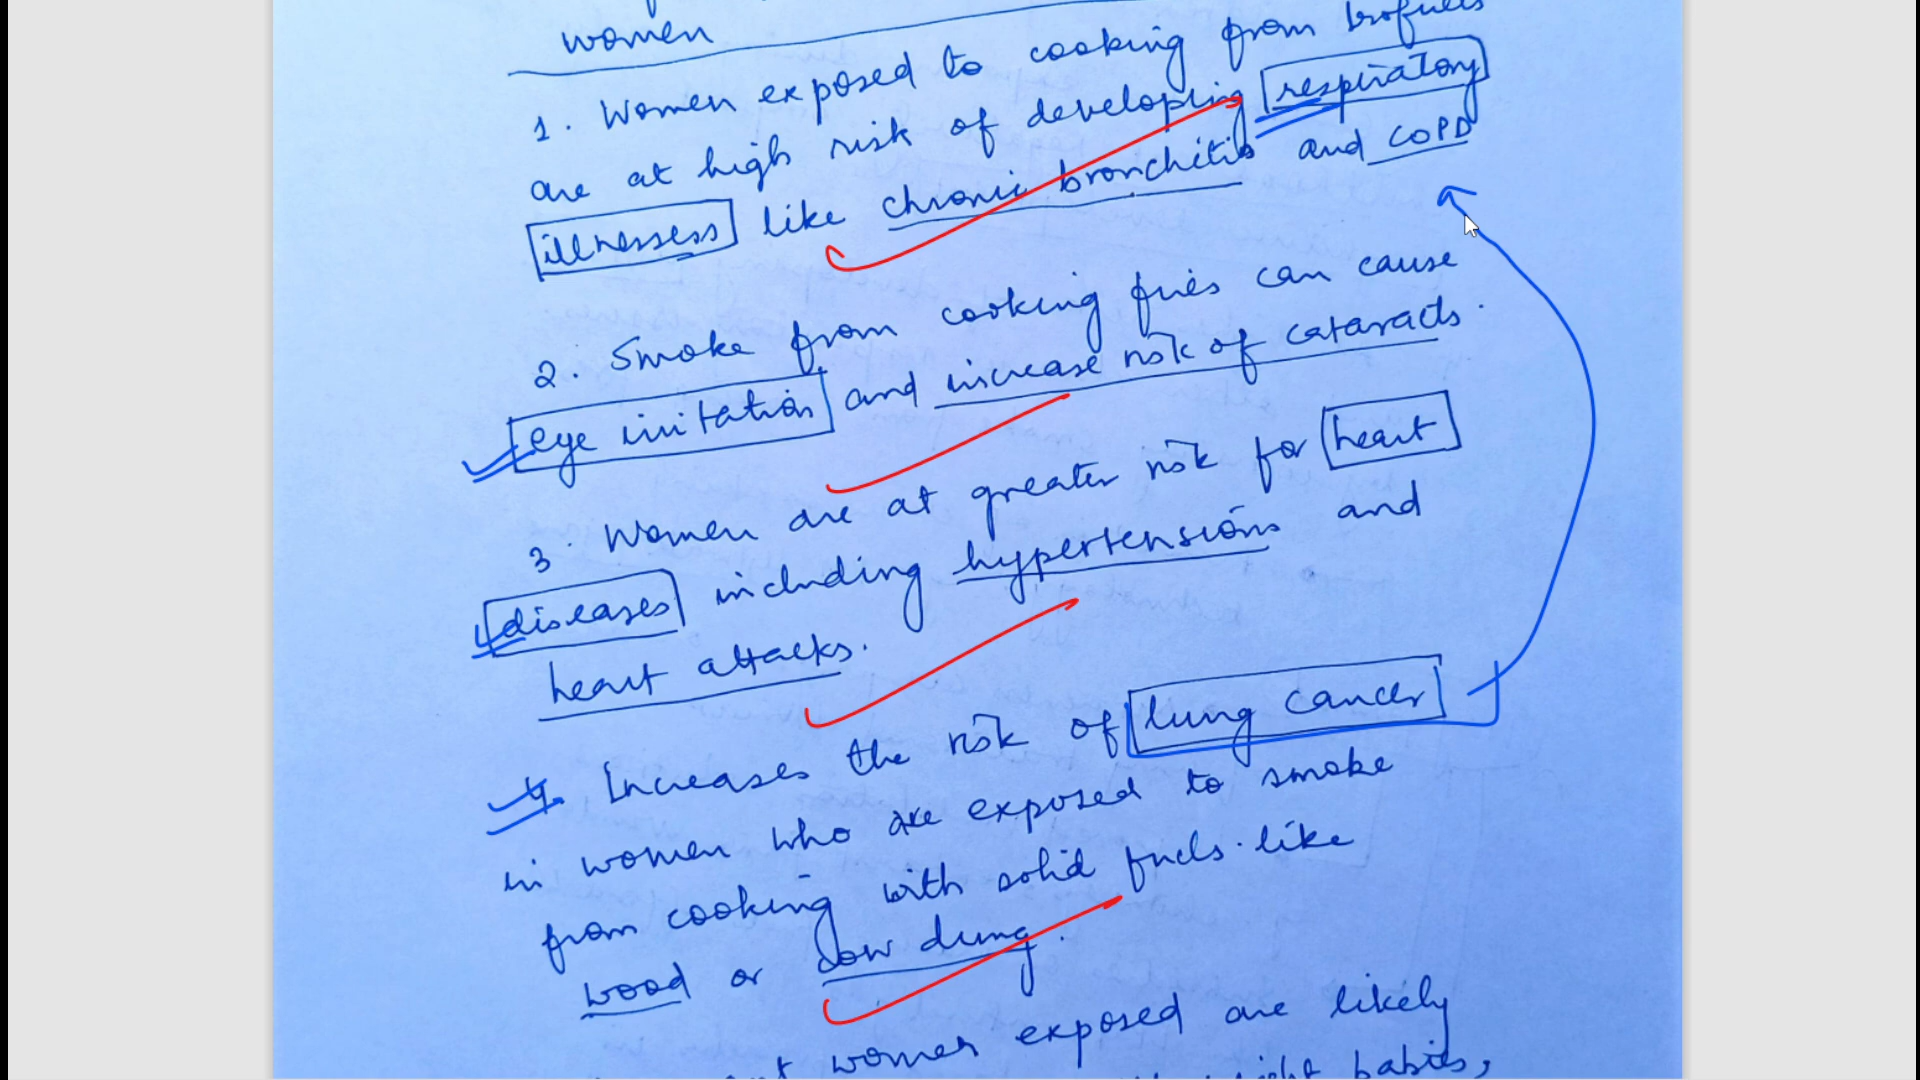 women
1. Women exposed to cooking from biofuels
are at high risk of developing respiratory
illnessess like chronic bronchitis and COPD
2. Smoke from cooking fires can cause
eye irritation and increase risk of cataracts.
3. Women are at greater risk for heart
diseases including hypertensions and
heart attacks.
4. Increases the risk of lung cancer
in women who are exposed to smoke
from cooking with solid fuels like
wood or cow dung.
women exposed are likely
babies,